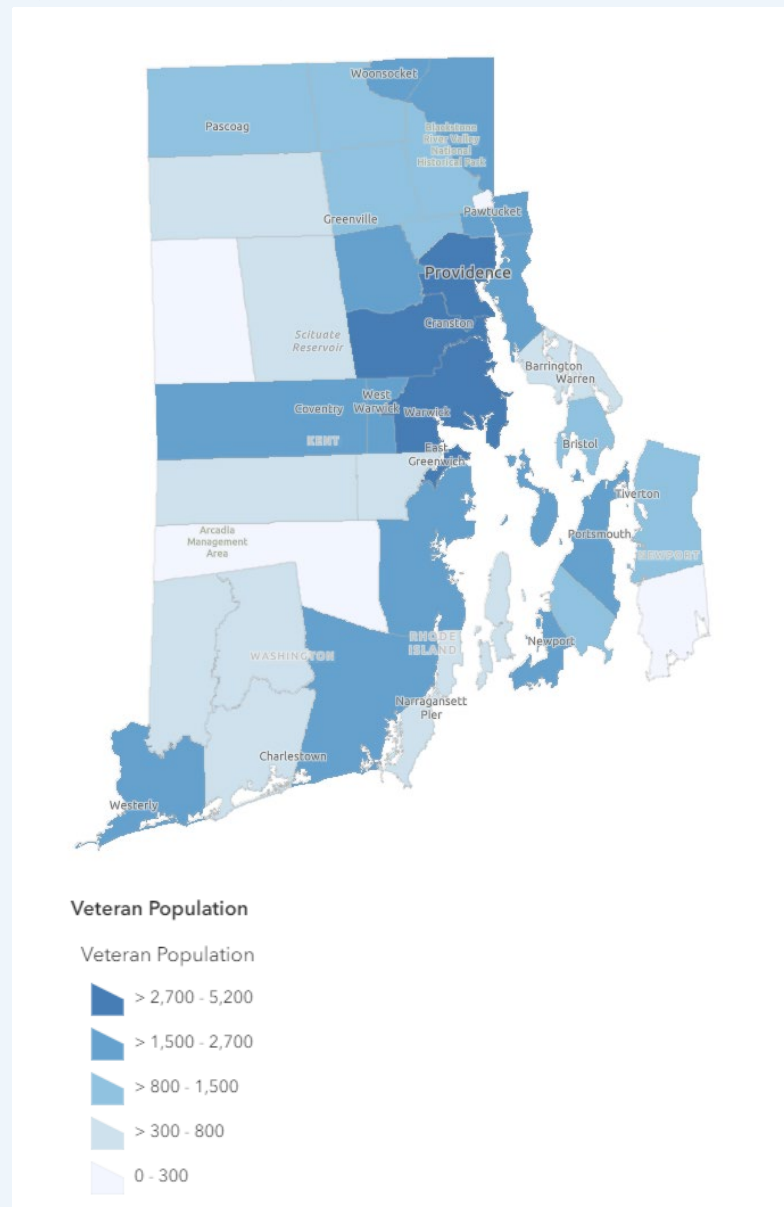 Woonsocket
Pascoag
Blackstone
River Valley
National
Historical Park
Greenville
Pawtucket
Providence
Cranston
Scituate
Reservoir
Barrington
Warren
West
Warwick
Coventry
Warwick
KENT
East
Greenwich
Bristol
Tiverton
Arcadia
Management
Area
Portsmouth
NEWPORT
RHODE
ISLAND
Newport
WASHINGTON
Narragansett
Pier
Charlestown
Westerly
Veteran Population
Veteran Population
> 2,700 - 5,200
> 1,500 - 2,700
> 800 - 1,500
> 300 - 800
0 - 300